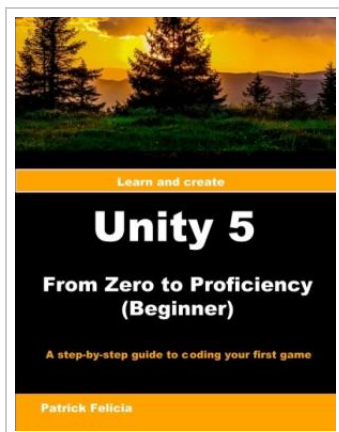 Learn and create
Unity 5
From Zero to Proficiency
(Beginner)
A step-by-step guide to coding your first game
Patrick Felicia